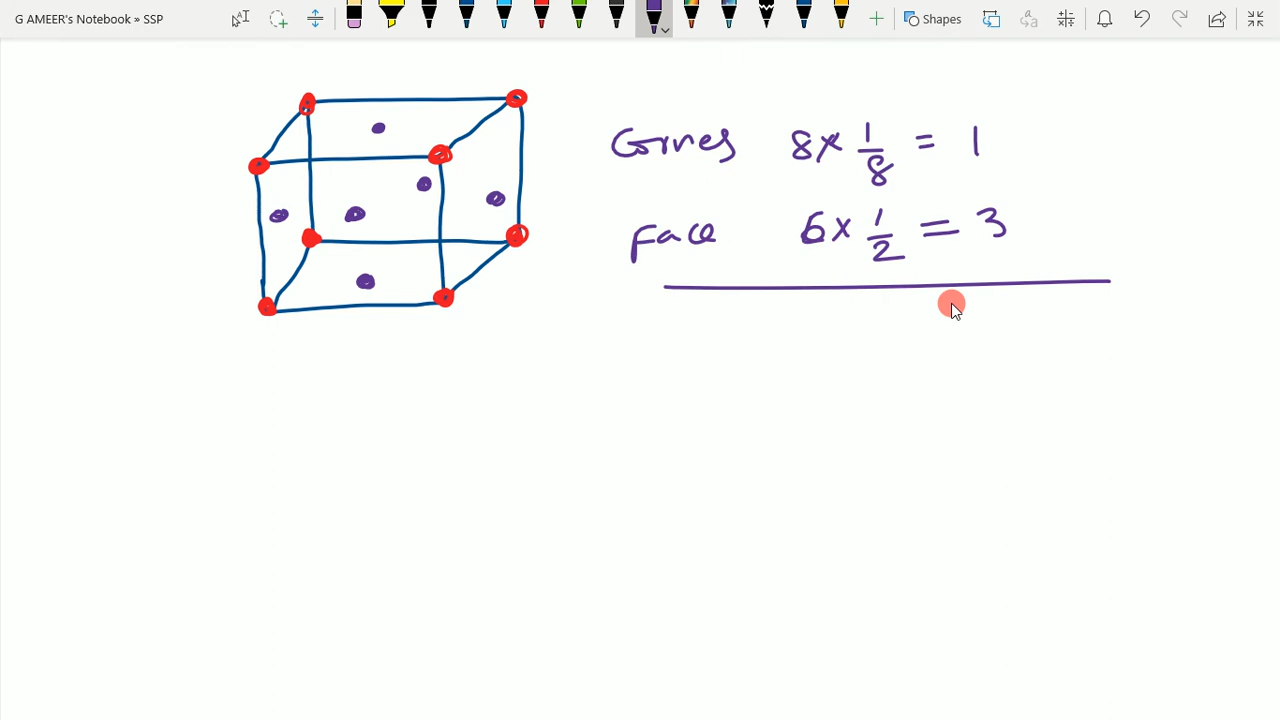 G AMEER's Notebook » SSP
Shapes
Corners 8 × 1/8 = 1
Face 6 × 1/2 = 3